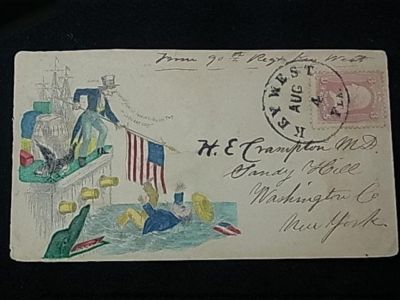 From 90th Regt Key West
KEY WEST
AUG
4
FLA.
H. E. Crampton M.D.
Sandy Hill
Washington Co
New York.